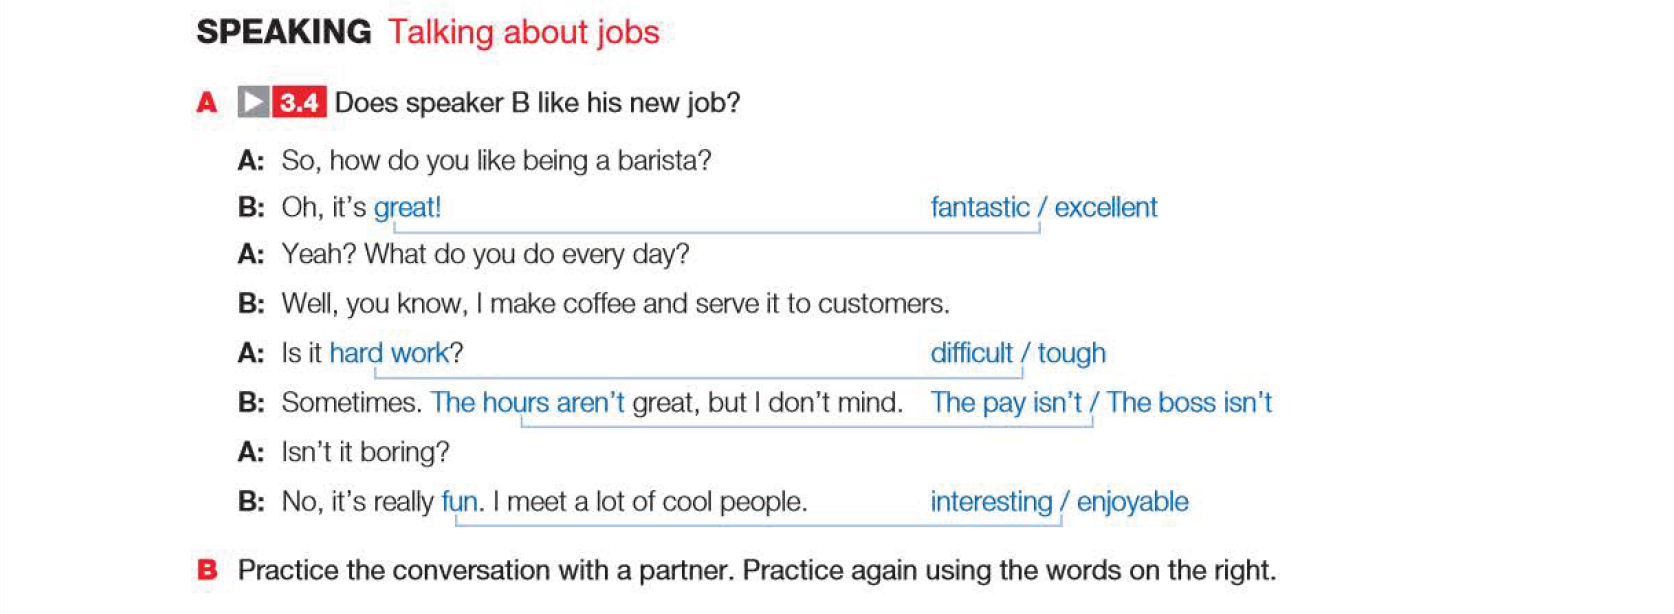 SPEAKING Talking about jobs
A 3.4 Does speaker B like his new job?
A: So, how do you like being a barista?
B: Oh, it’s great! fantastic / excellent
A: Yeah? What do you do every day?
B: Well, you know, I make coffee and serve it to customers.
A: Is it hard work? difficult / tough
B: Sometimes. The hours aren’t great, but I don’t mind. The pay isn’t / The boss isn’t
A: Isn’t it boring?
B: No, it’s really fun. I meet a lot of cool people. interesting / enjoyable
B Practice the conversation with a partner. Practice again using the words on the right.